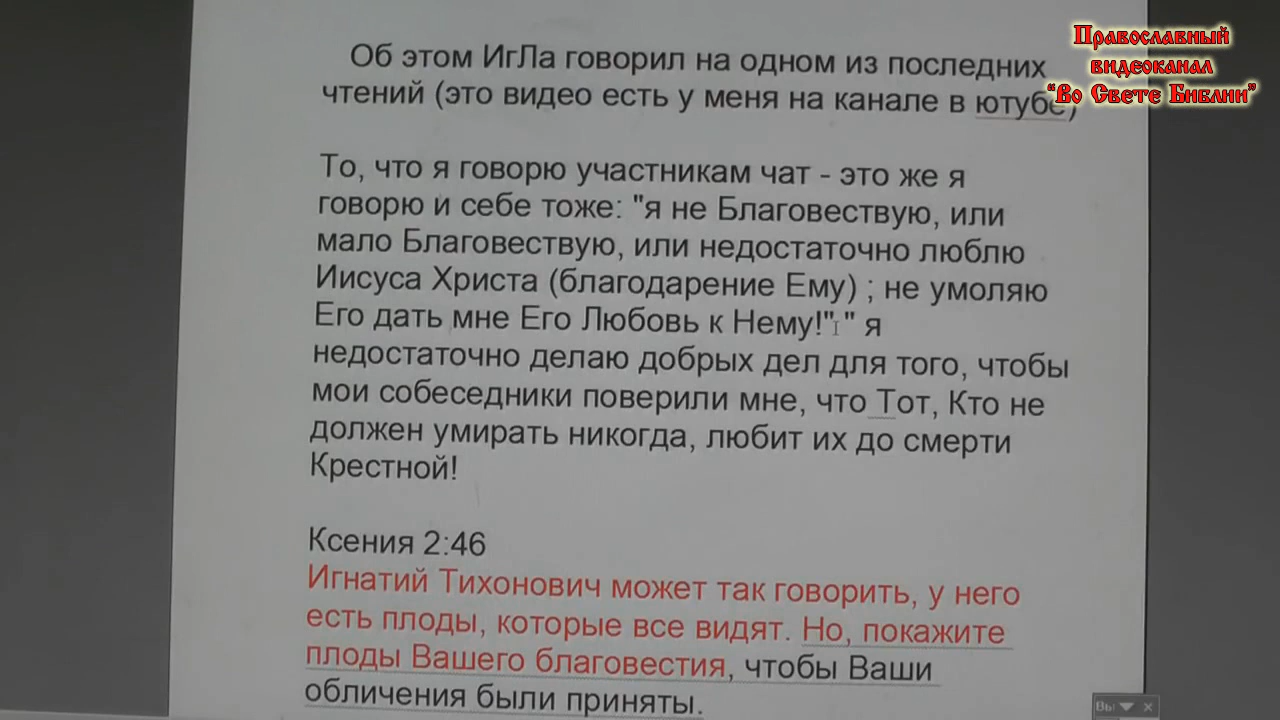 Православный
видеоканал
"Во Свете Библии"
Об этом ИгЛа говорил на одном из последних
чтений (это видео есть у меня на канале в ютубе)
То, что я говорю участникам чат - это же я
говорю и себе тоже: "я не Благовествую, или
мало Благовествую, или недостаточно люблю
Иисуса Христа (благодарение Ему) ; не умоляю
Его дать мне Его Любовь к Нему!"," я
недостаточно делаю добрых дел для того, чтобы
мои собеседники поверили мне, что Тот, Кто не
должен умирать никогда, любит их до смерти
Крестной!
Ксения 2:46
Игнатий Тихонович может так говорить, у него
есть плоды, которые все видят. Но, покажите
плоды Вашего благовестия, чтобы Ваши
обличения были приняты.